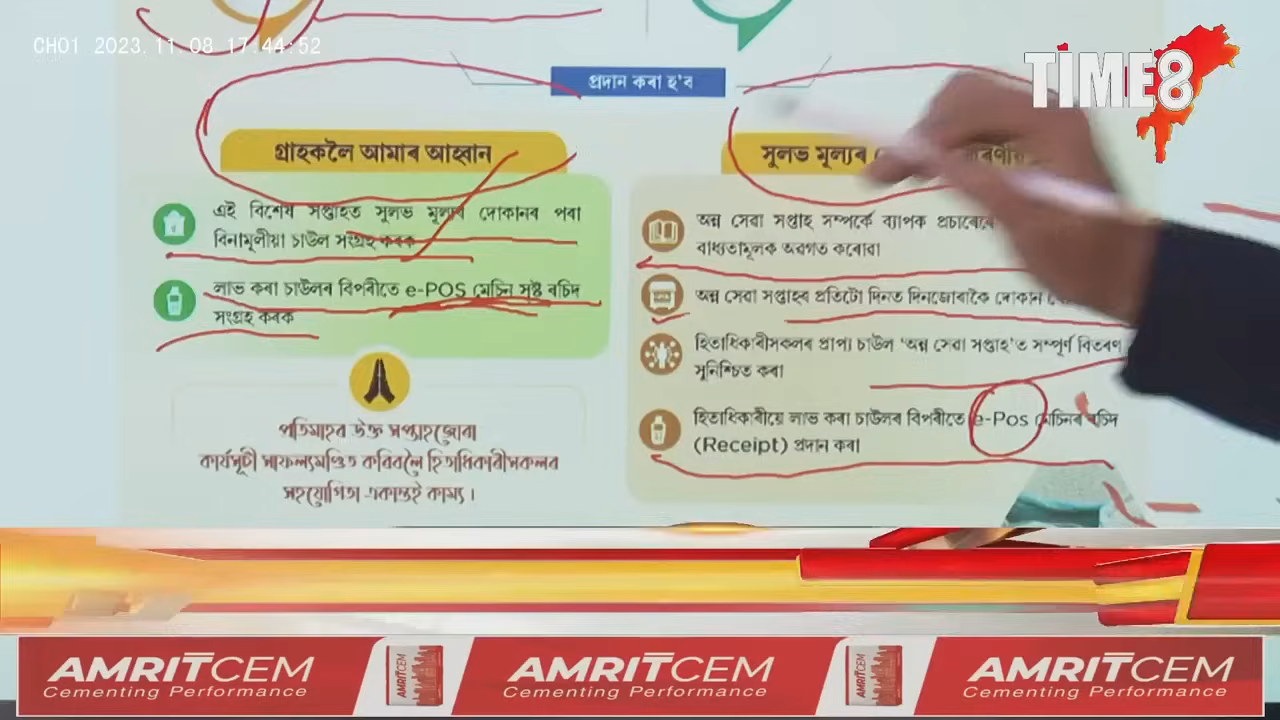 CH01 2023.11.08 17:44:52
TIME8
প্ৰদান কৰা হ'ব
গ্ৰাহকলৈ আমাৰ আহ্বান
এই বিশেষ সপ্তাহত সুলভ মূল্যৰ দোকানৰ পৰা
বিনামূলীয়া চাউল সংগ্ৰহ কৰক
লাভ কৰা চাউলৰ বিপৰীতে e-POS মেচিন সৃষ্ট ৰচিদ
সংগ্ৰহ কৰক
প্ৰতিমাহৰ উক্ত সপ্তাহজোৰা
কাৰ্যসূচী সাফল্যমণ্ডিত কৰিবলৈ হিতাধিকাৰীসকলৰ
সহযোগিতা একান্তই কাম্য।
সুলভ মূল্যৰ
অন্ন সেৱা সপ্তাহ সম্পৰ্কে ব্যাপক প্ৰচাৰেৰে
বাধ্যতামূলক অৱগত কৰোৱা
অন্ন সেৱা সপ্তাহৰ প্ৰতিটো দিনত দিনজোৰাকৈ দোকান
হিতাধিকাৰীসকলৰ প্ৰাপ্য চাউল 'অন্ন সেৱা সপ্তাহ'ত সম্পূৰ্ণ বিতৰণ
সুনিশ্চিত কৰা
হিতাধিকাৰীয়ে লাভ কৰা চাউলৰ বিপৰীতে e-Pos মেচিনৰ ৰচিদ
(Receipt) প্ৰদান কৰা
AMRITCEM AMRITCEM AMRITCEM
Cementing Performance Cementing Performance Cementing Performance